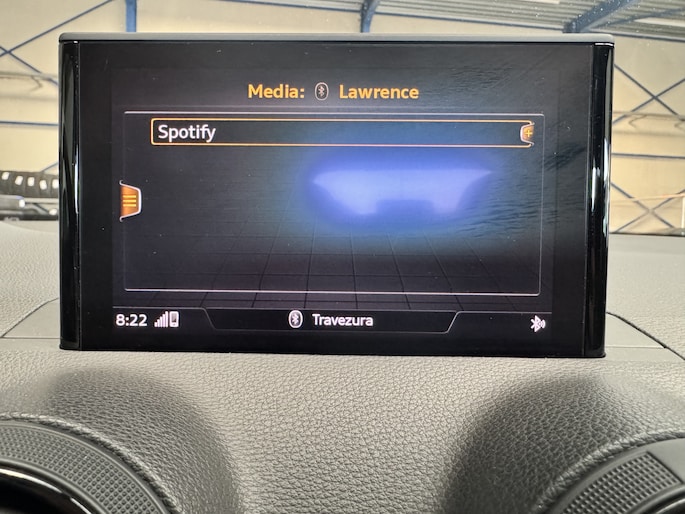 Media: Lawrence
Spotify
8:22 Travezura